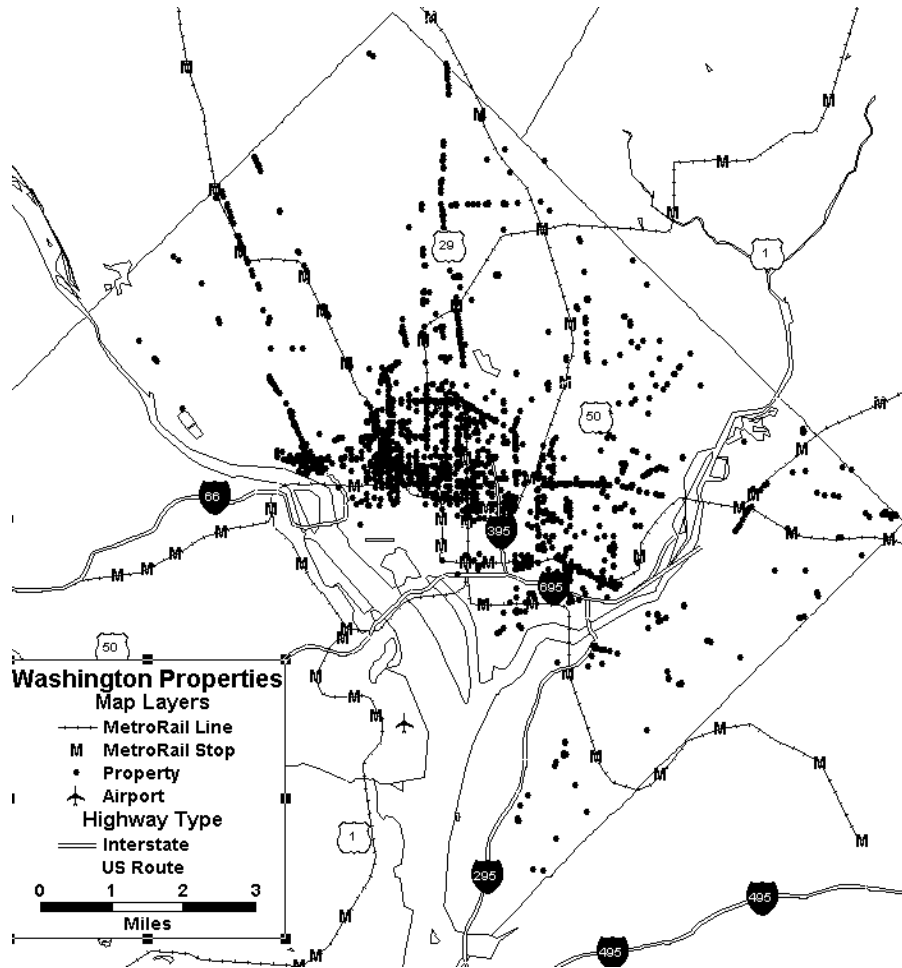 29
1
50
66
395
695
50
Washington Properties
Map Layers
MetroRail Line
M MetroRail Stop
Property
Airport
Highway Type
Interstate
US Route
0 1 2 3
Miles
1
295
495
495